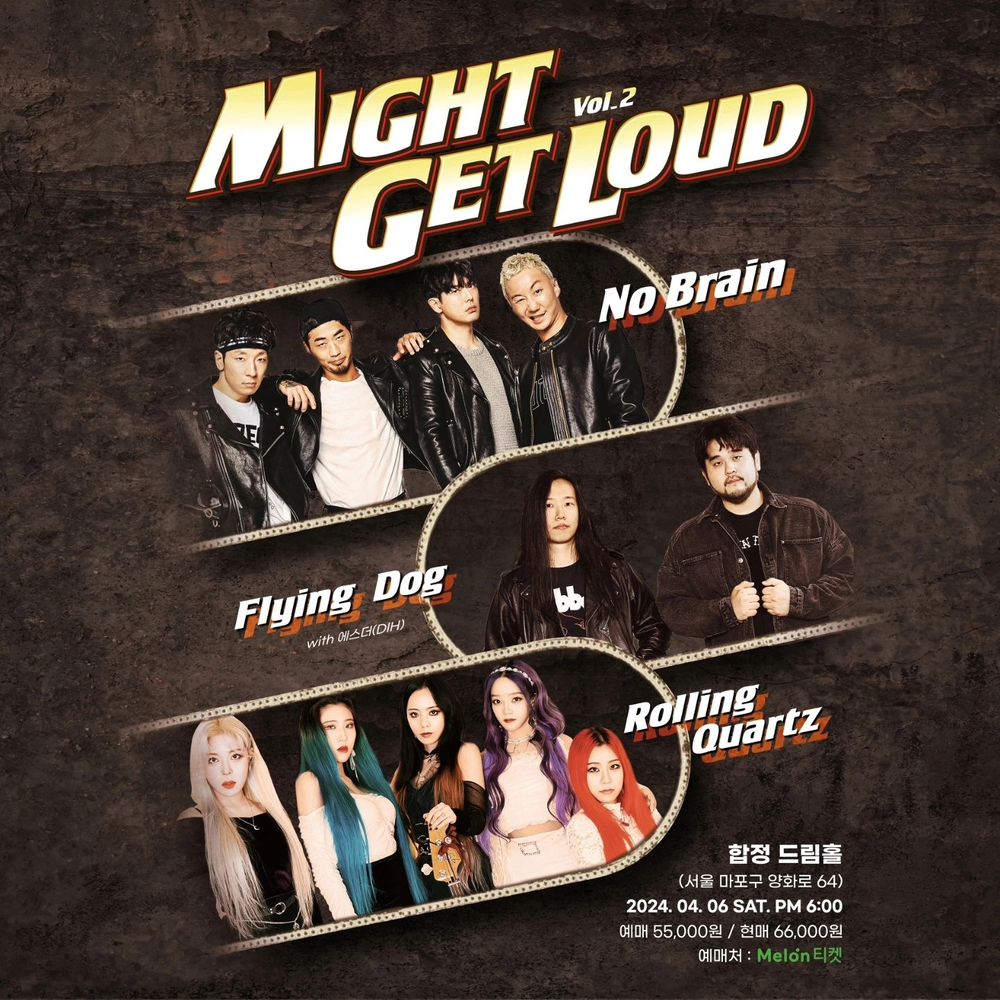 MIGHT
Vol.2
GET LOUD
No Brain
Flying Dog
with 에스더(DIH)
Rolling
Quartz
합정 드림홀
(서울 마포구 양화로 64)
2024. 04. 06 SAT. PM 6:00
예매 55,000원 / 현매 66,000원
예매처 : Melon티켓